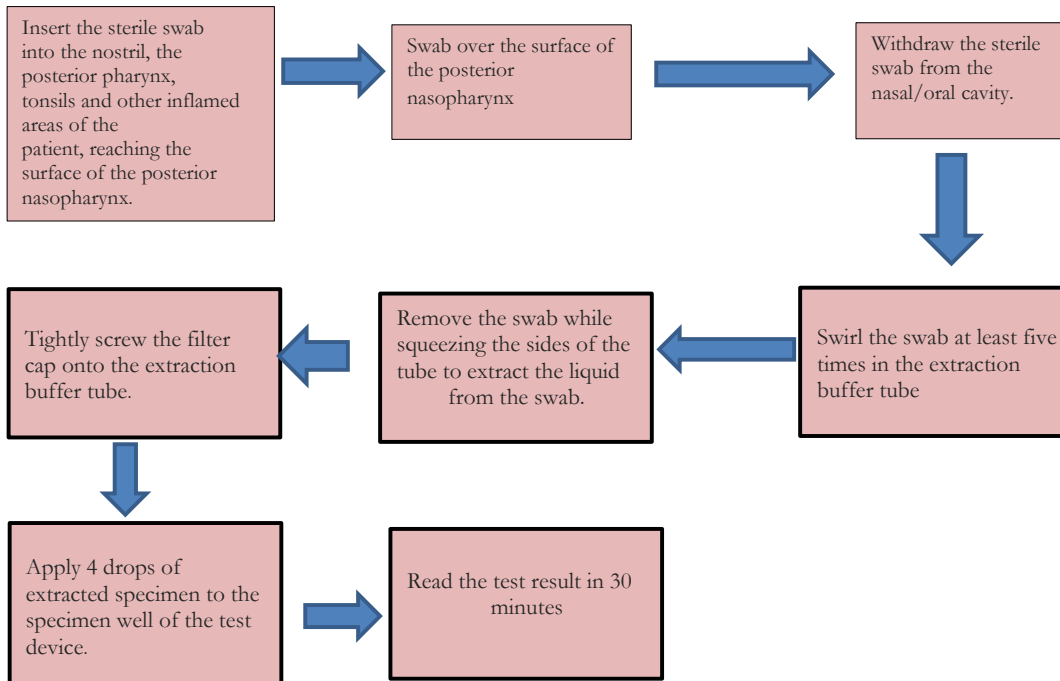 Insert the sterile swab
into the nostril, the
posterior pharynx,
tonsils and other inflamed
areas of the
patient, reaching the
surface of the posterior
nasopharynx.
Swab over the surface of
the posterior
nasopharynx
Withdraw the sterile
swab from the
nasal/oral cavity.
Swirl the swab at least five
times in the extraction
buffer tube
Remove the swab while
squeezing the sides of the
tube to extract the liquid
from the swab.
Tightly screw the filter
cap onto the extraction
buffer tube.
Apply 4 drops of
extracted specimen to the
specimen well of the test
device.
Read the test result in 30
minutes